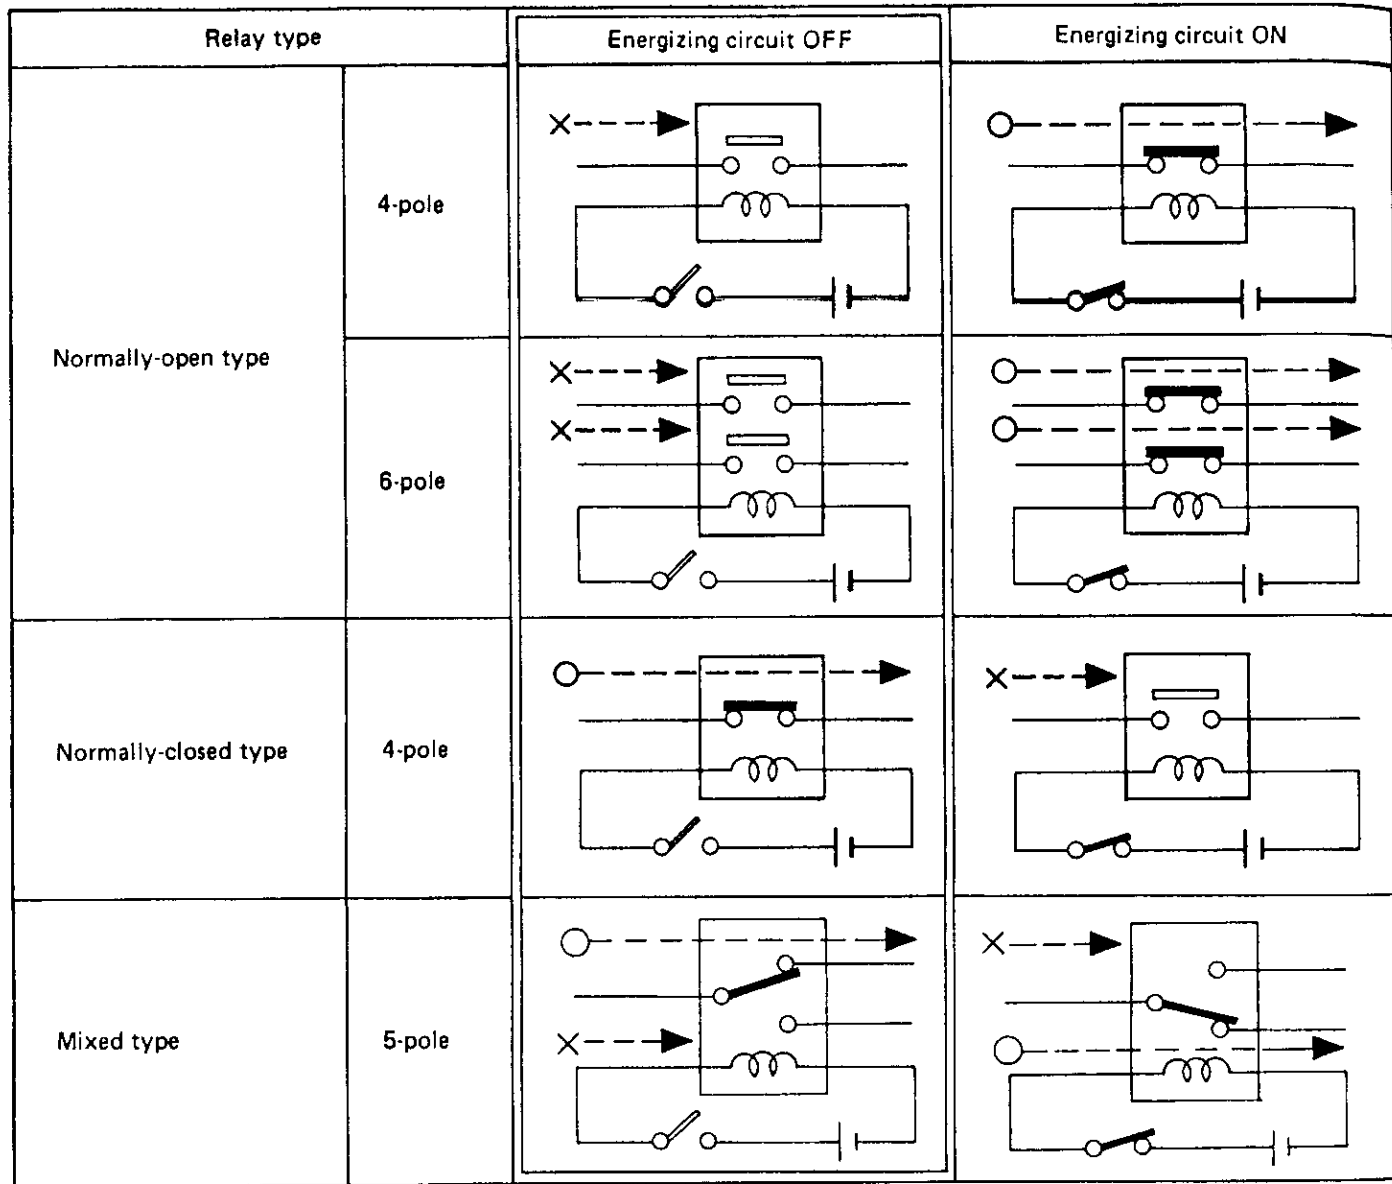 Relay type
Energizing circuit OFF
Energizing circuit ON
Normally-open type
4-pole
6-pole
Normally-closed type
4-pole
Mixed type
5-pole